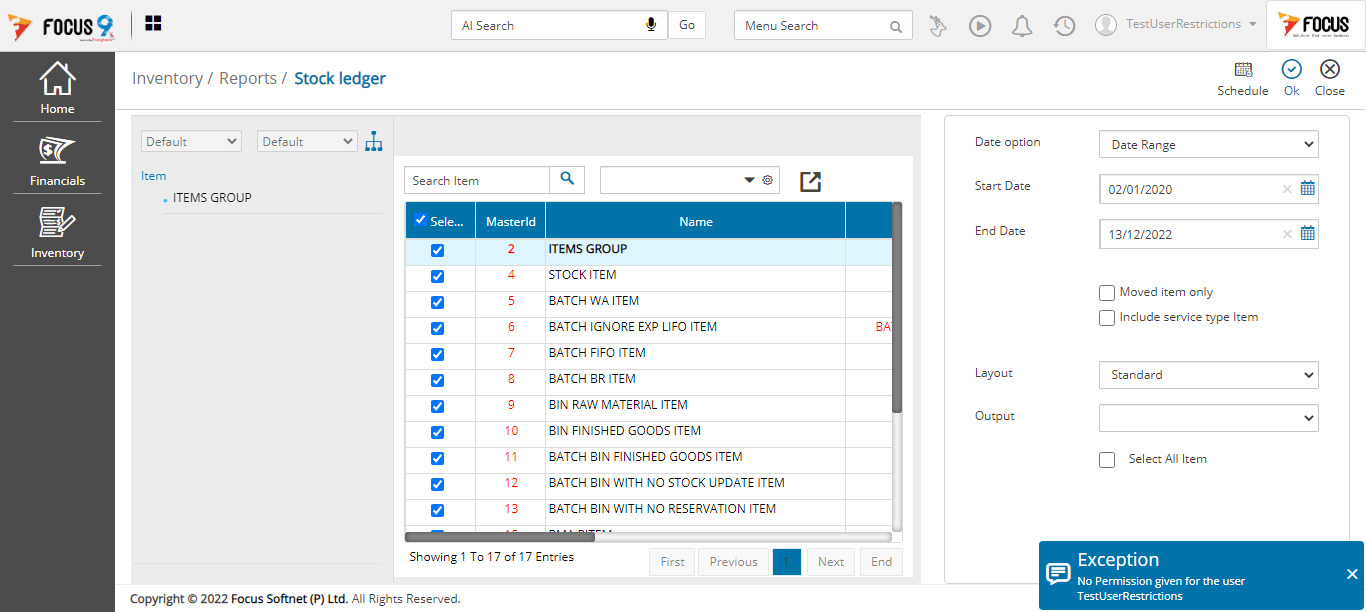 FOCUS 9
AI Search
Go
Menu Search
TestUserRestrictions
FOCUS
Home
Financials
Inventory
Inventory / Reports / Stock ledger
Schedule
Ok
Close
Default
Default
Item
ITEMS GROUP
Search Item
Sele... MasterId Name
2 ITEMS GROUP
4 STOCK ITEM
5 BATCH WA ITEM
6 BATCH IGNORE EXP LIFO ITEM BAT
7 BATCH FIFO ITEM
8 BATCH BR ITEM
9 BIN RAW MATERIAL ITEM
10 BIN FINISHED GOODS ITEM
11 BATCH BIN FINISHED GOODS ITEM
12 BATCH BIN WITH NO STOCK UPDATE ITEM
13 BATCH BIN WITH NO RESERVATION ITEM
Showing 1 To 17 of 17 Entries
First Previous 1 Next End
Date option
Date Range
Start Date
02/01/2020
End Date
13/12/2022
Moved item only
Include service type Item
Layout
Standard
Output
Select All Item
Exception
No Permission given for the user
TestUserRestrictions
Copyright © 2022 Focus Softnet (P) Ltd. All Rights Reserved.